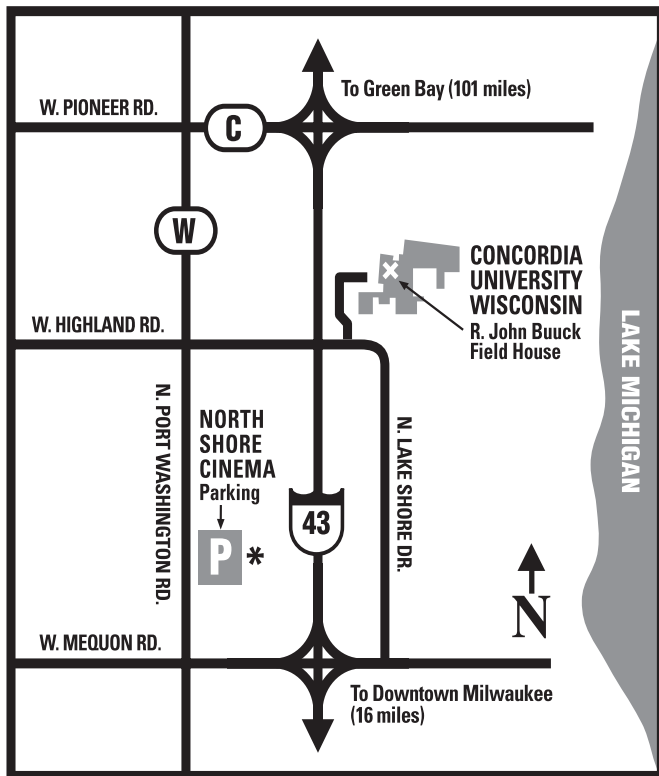 To Green Bay (101 miles)
W. PIONEER RD.
C
W
CONCORDIA
UNIVERSITY
WISCONSIN
R. John Buuck
Field House
W. HIGHLAND RD.
LAKE MICHIGAN
N. PORT WASHINGTON RD.
NORTH
SHORE
CINEMA
Parking
P *
43
N. LAKE SHORE DR.
N
W. MEQUON RD.
To Downtown Milwaukee
(16 miles)